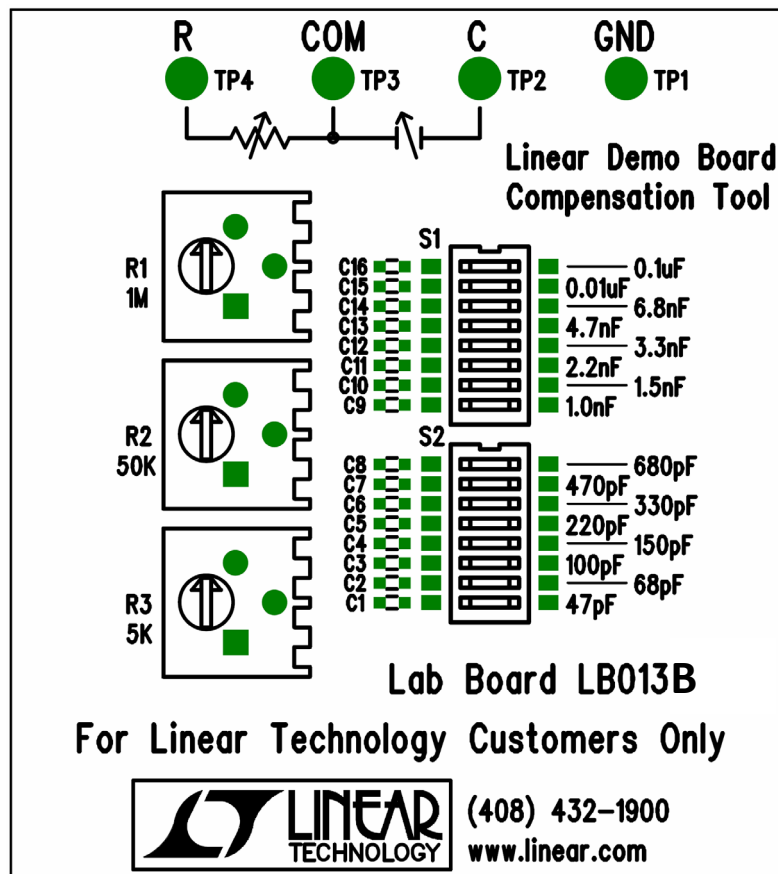 R COM C GND
TP4 TP3 TP2 TP1
Linear Demo Board
Compensation Tool
R1
1M
R2
50K
R3
5K
S1
C16 0.1uF
C15 0.01uF
C14 6.8nF
C13 4.7nF
C12 3.3nF
C11 2.2nF
C10 1.5nF
C9 1.0nF
S2
C8 680pF
C7 470pF
C6 330pF
C5 220pF
C4 150pF
C3 100pF
C2 68pF
C1 47pF
Lab Board LB013B
For Linear Technology Customers Only
LINEAR
TECHNOLOGY
(408) 432-1900
www.linear.com